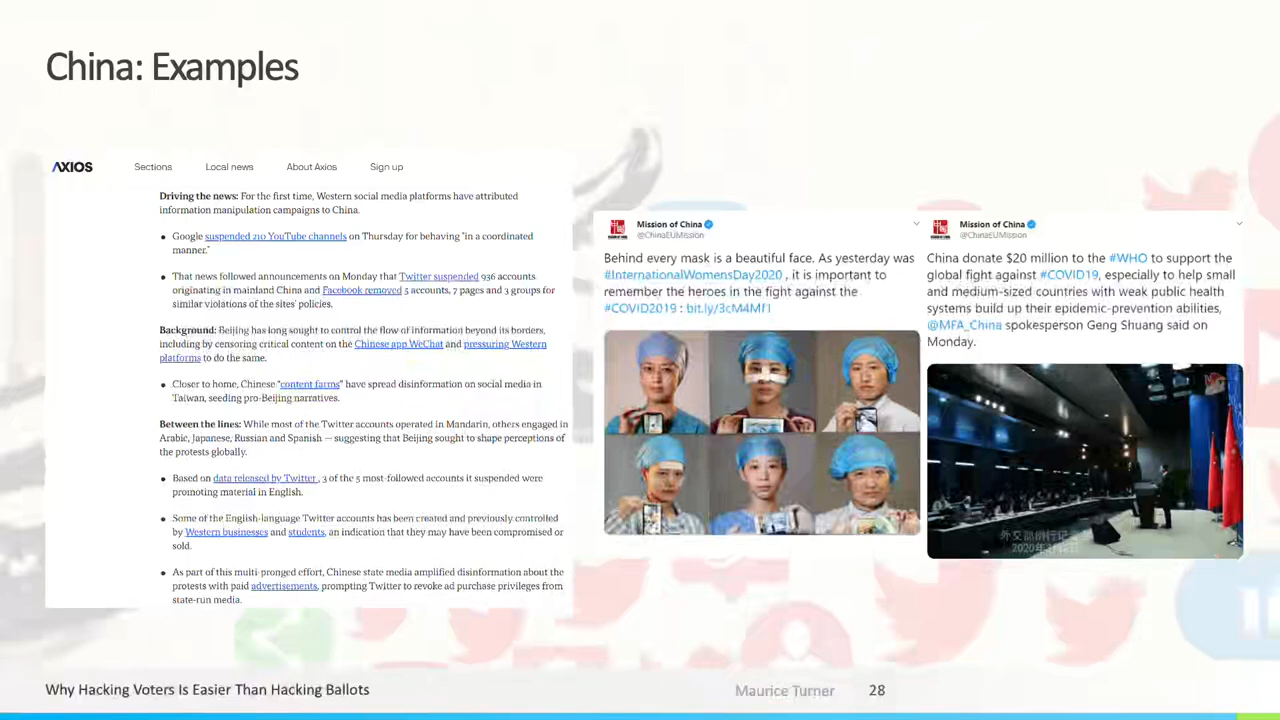 China: Examples
AXIOS
Sections
Local news
About Axios
Sign up
Driving the news: For the first time, Western social media platforms have attributed
information manipulation campaigns to China.
• Google suspended 210 YouTube channels on Thursday for behaving "in a coordinated
manner."
• That news followed announcements on Monday that Twitter suspended 936 accounts
originating in mainland China and Facebook removed 5 accounts, 7 pages and 3 groups for
similar violations of the sites' policies.
Background: Beijing has long sought to control the flow of information beyond its borders,
including by censoring critical content on the Chinese app WeChat and pressuring Western
platforms to do the same.
• Closer to home, Chinese "content farms" have spread disinformation on social media in
Taiwan, seeding pro-Beijing narratives.
Between the lines: While most of the Twitter accounts operated in Mandarin, others engaged in
Arabic, Japanese, Russian and Spanish — suggesting that Beijing sought to shape perceptions of
the protests globally.
• Based on data released by Twitter, 3 of the 5 most-followed accounts it suspended were
promoting material in English.
• Some of the English-language Twitter accounts has been created and previously controlled
by Western businesses and students, an indication that they may have been compromised or
sold.
• As part of this multi-pronged effort, Chinese state media amplified disinformation about the
protests with paid advertisements, prompting Twitter to revoke ad purchase privileges from
state-run media.
Mission of China
@ChinaEUMission
Behind every mask is a beautiful face. As yesterday was
#InternationalWomensDay2020 , it is important to
remember the heroes in the fight against the
#COVID2019 : bit.ly/3cM4Mf1
Mission of China
@ChinaEUMission
China donate $20 million to the #WHO to support the
global fight against #COVID19, especially to help small
and medium-sized countries with weak public health
systems build up their epidemic-prevention abilities,
@MFA_China spokesperson Geng Shuang said on
Monday.
Why Hacking Voters Is Easier Than Hacking Ballots
Maurice Turner
28